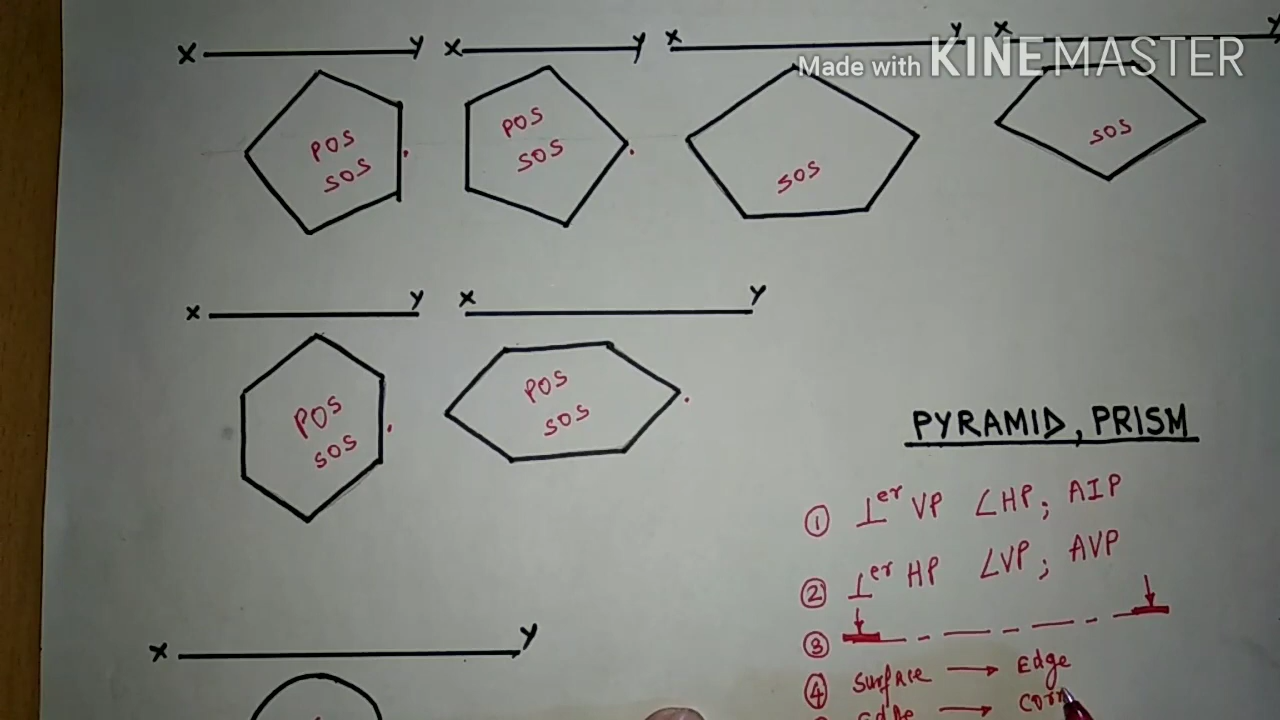 X Y X Y X Y X Y
Made with KINEMASTER
POS
SOS
POS
SOS
SOS
SOS
X Y X Y
POS
SOS
POS
SOS
PYRAMID, PRISM
① ⊥er VP ∠HP; AIP
② ⊥er HP ∠VP; AVP
③
④ Surface → Edge
Edge →
X Y